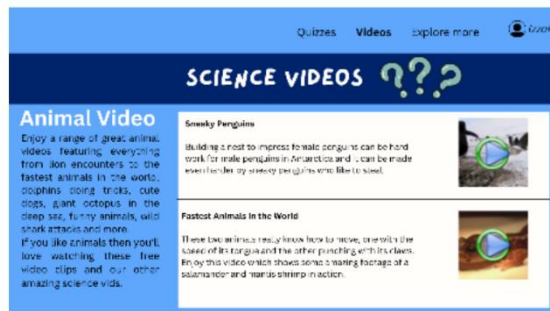 Quizzes Videos Explore more
SCIENCE VIDEOS ???
Animal Video
Enjoy a range of great animal
videos featuring everything
from lion encounters to the
fastest animals in the world,
dolphins doing tricks, cute
dogs, giant octopus in the
deep sea, funny animals, wild
shark attacks and more.
If you like animals then you'll
love watching these free
video clips and our other
amazing science vids.
Sneaky Penguins
Building a nest to impress female penguins can be hard
work for male penguins in Antarctica and it can be made
even harder by sneaky penguins who like to steal.
Fastest Animals in the World
These two animals really know how to move, one with the
speed of its tongue and the other punching with its claws.
Enjoy this video which shows some amazing footage of a
salamander and mantis shrimp in action.